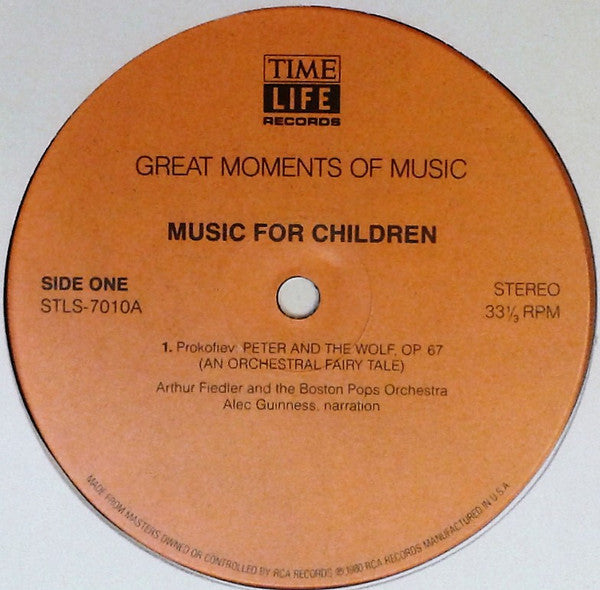 TIME
LIFE
RECORDS
GREAT MOMENTS OF MUSIC
MUSIC FOR CHILDREN
SIDE ONE
STLS-7010A
STEREO
33⅓ RPM
1. Prokofiev: PETER AND THE WOLF, OP. 67
(AN ORCHESTRAL FAIRY TALE)
Arthur Fiedler and the Boston Pops Orchestra
Alec Guinness, narration
MADE FROM MASTERS OWNED OR CONTROLLED BY RCA RECORDS ℗ 1980 RCA RECORDS MANUFACTURED IN U.S.A.